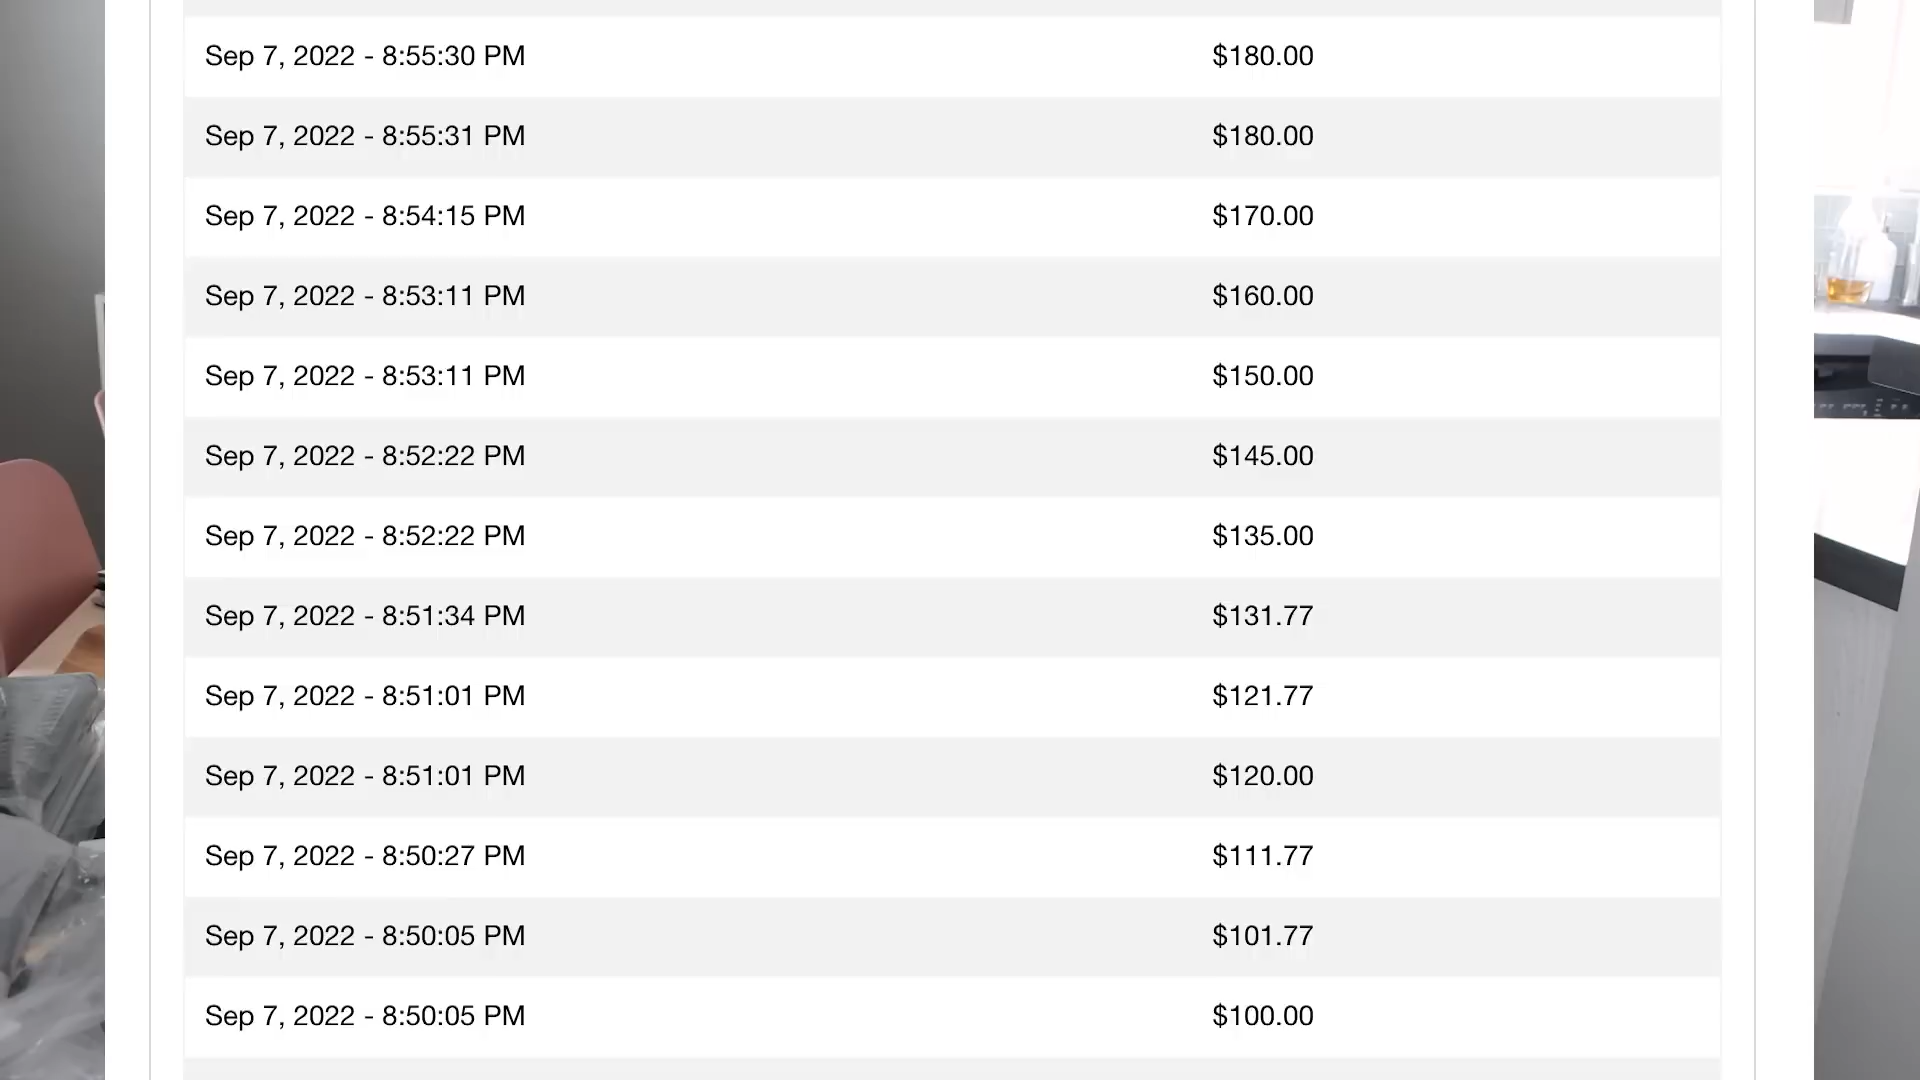 Sep 7, 2022 - 8:55:30 PM $180.00
Sep 7, 2022 - 8:55:31 PM $180.00
Sep 7, 2022 - 8:54:15 PM $170.00
Sep 7, 2022 - 8:53:11 PM $160.00
Sep 7, 2022 - 8:53:11 PM $150.00
Sep 7, 2022 - 8:52:22 PM $145.00
Sep 7, 2022 - 8:52:22 PM $135.00
Sep 7, 2022 - 8:51:34 PM $131.77
Sep 7, 2022 - 8:51:01 PM $121.77
Sep 7, 2022 - 8:51:01 PM $120.00
Sep 7, 2022 - 8:50:27 PM $111.77
Sep 7, 2022 - 8:50:05 PM $101.77
Sep 7, 2022 - 8:50:05 PM $100.00